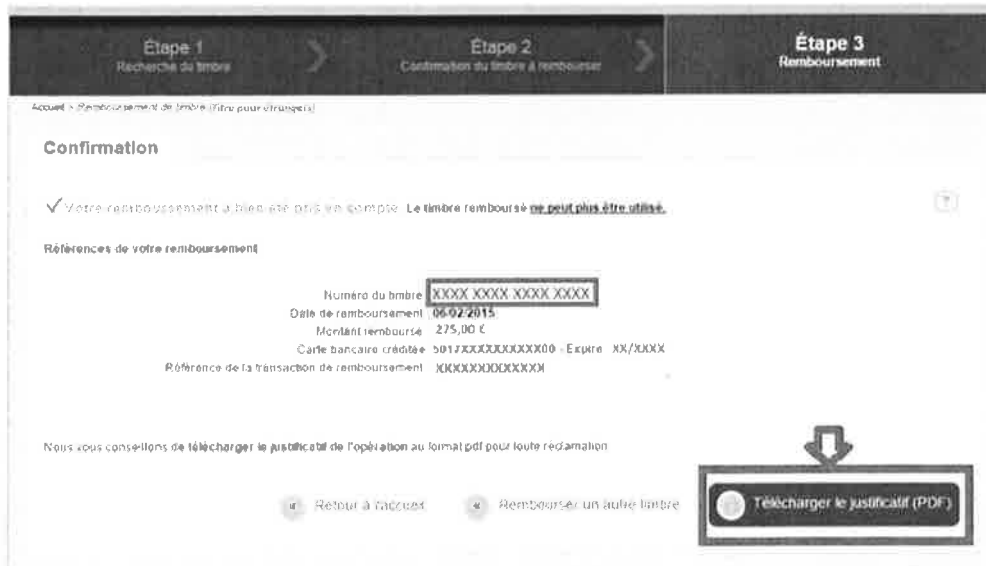 Étape 1
Recherche du timbre
Étape 2
Confirmation du timbre à rembourser
Étape 3
Remboursement
Accueil > Remboursement de timbre (Titre pour étrangers)
Confirmation
Votre remboursement a bien été pris en compte. Le timbre remboursé ne peut plus être utilisé.
?
Références de votre remboursement
Numéro du timbre XXXX XXXX XXXX XXXX
Date de remboursement 06/02/2015
Montant remboursé 275,00 €
Carte bancaire créditée 5017XXXXXXXXXX00 - Expire XX/XXXX
Référence de la transaction de remboursement XXXXXXXXXXXXX
Nous vous conseillons de télécharger le justificatif de l'opération au format pdf pour toute réclamation
Retour à l'accueil
Rembourser un autre timbre
Télécharger le justificatif (PDF)